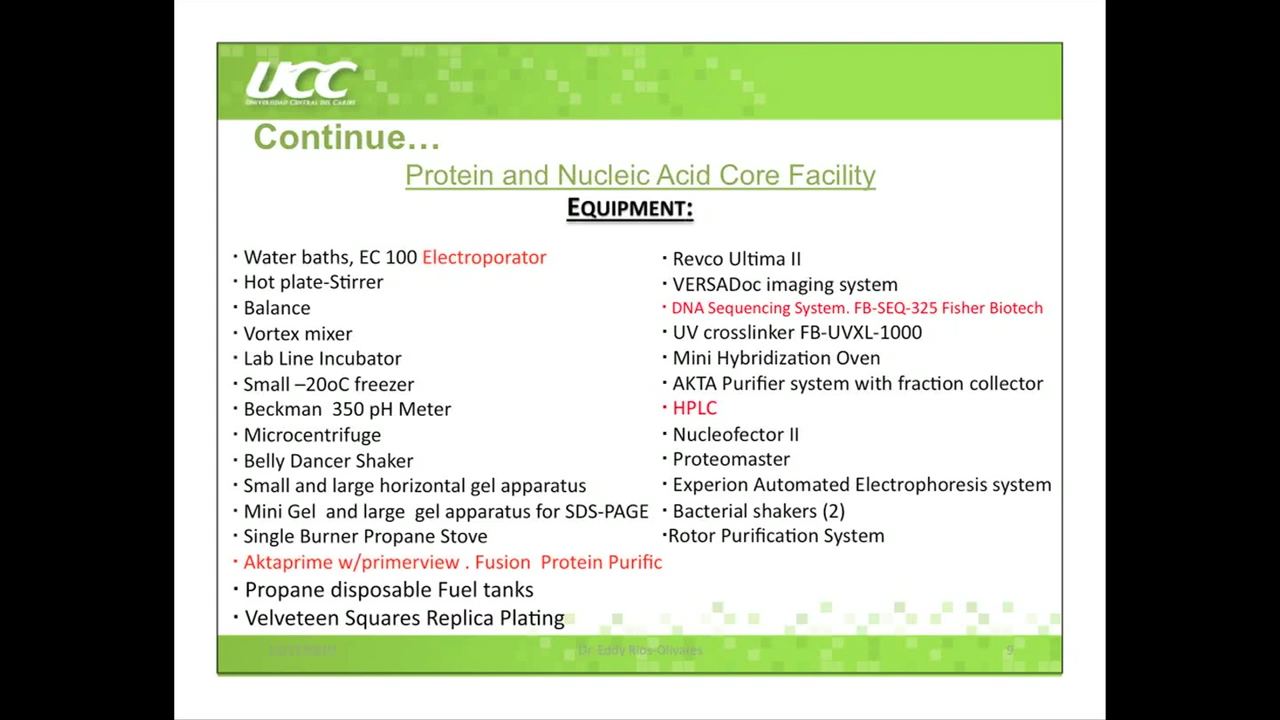 UCC
UNIVERSIDAD CENTRAL DEL CARIBE
Continue...
Protein and Nucleic Acid Core Facility
EQUIPMENT:
· Water baths, EC 100 Electroporator
· Hot plate-Stirrer
· Balance
· Vortex mixer
· Lab Line Incubator
· Small –20oC freezer
· Beckman 350 pH Meter
· Microcentrifuge
· Belly Dancer Shaker
· Small and large horizontal gel apparatus
· Mini Gel and large gel apparatus for SDS-PAGE
· Single Burner Propane Stove
· Aktaprime w/primerview . Fusion Protein Purific
· Propane disposable Fuel tanks
· Velveteen Squares Replica Plating
· Revco Ultima II
· VERSADoc imaging system
· DNA Sequencing System. FB-SEQ-325 Fisher Biotech
· UV crosslinker FB-UVXL-1000
· Mini Hybridization Oven
· AKTA Purifier system with fraction collector
· HPLC
· Nucleofector II
· Proteomaster
· Experion Automated Electrophoresis system
· Bacterial shakers (2)
·Rotor Purification System
Dr. Eddy Rios-Olivares
9